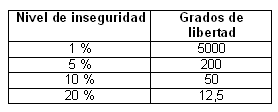 Nivel de inseguridad Grados de
libertad
1 % 5000
5 % 200
10 % 50
20 % 12,5